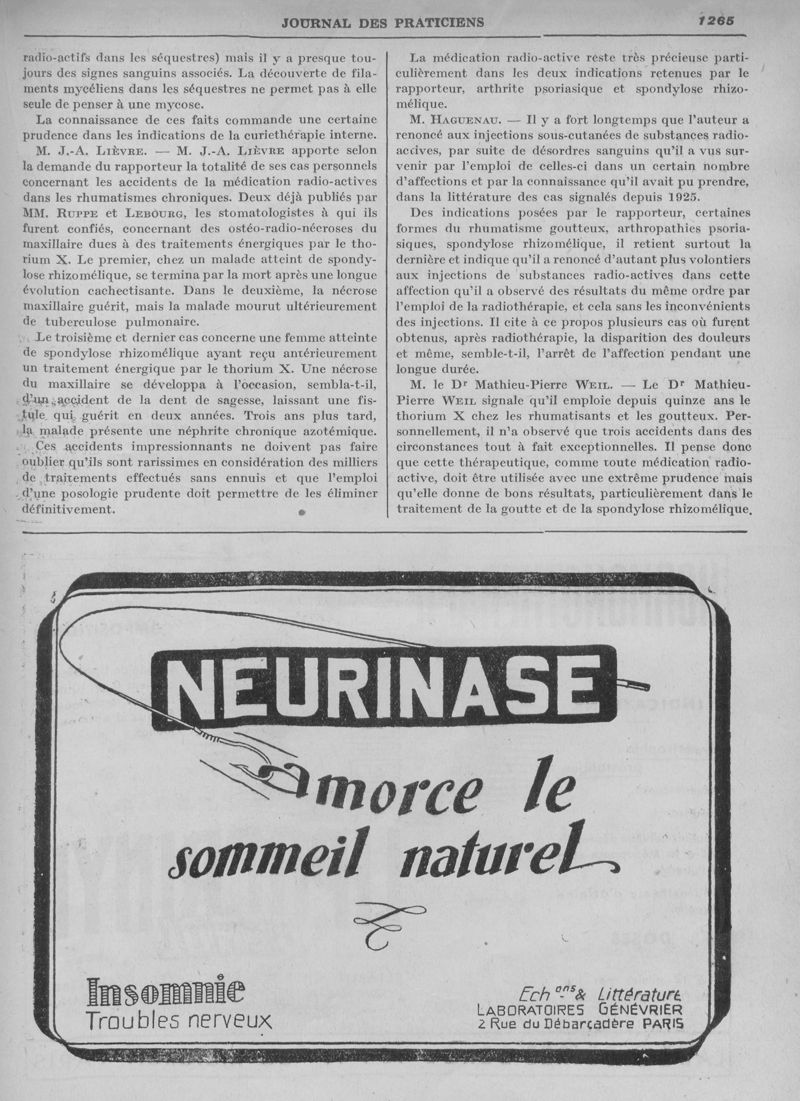 JOURNAL DES PRATICIENS 1265
radio-actifs dans les séquestres) mais il y a presque tou-
jours des signes sanguins associés. La découverte de fila-
ments mycéliens dans les séquestres ne permet pas à elle
seule de penser à une mycose.
La connaissance de ces faits commande une certaine
prudence dans les indications de la curiethérapie interne.
M. J.-A. LIÈVRE. — M. J.-A. LIÈVRE apporte selon
la demande du rapporteur la totalité de ses cas personnels
concernant les accidents de la médication radio-actives
dans les rhumatismes chroniques. Deux déjà publiés par
MM. RUPPE et LEBOURG, les stomatologistes à qui ils
furent confiés, concernant des ostéo-radio-nécroses du
maxillaire dues à des traitements énergiques par le tho-
rium X. Le premier, chez un malade atteint de spondy-
lose rhizomélique, se termina par la mort après une longue
évolution cachectisante. Dans le deuxième, la nécrose
maxillaire guérit, mais la malade mourut ultérieurement
de tuberculose pulmonaire.
Le troisième et dernier cas concerne une femme atteinte
de spondylose rhizomélique ayant reçu antérieurement
un traitement énergique par le thorium X. Une nécrose
du maxillaire se développa à l'occasion, sembla-t-il,
d'un accident de la dent de sagesse, laissant une fis-
tule qui guérit en deux années. Trois ans plus tard,
la malade présente une néphrite chronique azotémique.
Ces accidents impressionnants ne doivent pas faire
oublier qu'ils sont rarissimes en considération des milliers
de traitements effectués sans ennuis et que l'emploi
d'une posologie prudente doit permettre de les éliminer
définitivement.
La médication radio-active reste très précieuse parti-
culièrement dans les deux indications retenues par le
rapporteur, arthrite psoriasique et spondylose rhizo-
mélique.
M. HAGUENAU. — Il y a fort longtemps que l'auteur a
renoncé aux injections sous-cutanées de substances radio-
actives, par suite de désordres sanguins qu'il a vus sur-
venir par l'emploi de celles-ci dans un certain nombre
d'affections et par la connaissance qu'il avait pu prendre,
dans la littérature des cas signalés depuis 1925.
Des indications posées par le rapporteur, certaines
formes du rhumatisme goutteux, arthropathies psoria-
siques, spondylose rhizomélique, il retient surtout la
dernière et indique qu'il a renoncé d'autant plus volontiers
aux injections de substances radio-actives dans cette
affection qu'il a observé des résultats du même ordre par
l'emploi de la radiothérapie, et cela sans les inconvénients
des injections. Il cite à ce propos plusieurs cas où furent
obtenus, après radiothérapie, la disparition des douleurs
et même, semble-t-il, l'arrêt de l'affection pendant une
longue durée.
M. le Dr Mathieu-Pierre WEIL. — Le Dr Mathieu-
Pierre WEIL signale qu'il emploie depuis quinze ans le
thorium X chez les rhumatisants et les goutteux. Per-
sonnellement, il n'a observé que trois accidents dans des
circonstances tout à fait exceptionnelles. Il pense donc
que cette thérapeutique, comme toute médication radio-
active, doit être utilisée avec une extrême prudence mais
qu'elle donne de bons résultats, particulièrement dans le
traitement de la goutte et de la spondylose rhizomélique.
NEURINASE
amorce le
sommeil naturel
Insomnie
Troubles nerveux
Echons & Littérature
LABORATOIRES GÉNÉVRIER
2 Rue du Débarcadère PARIS